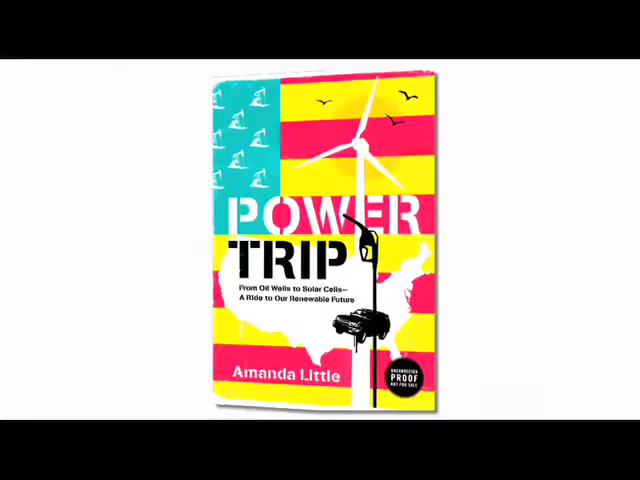 POWER
TRIP
From Oil Wells to Solar Cells—
A Ride to Our Renewable Future
Amanda Little
UNCORRECTED
PROOF
NOT FOR SALE